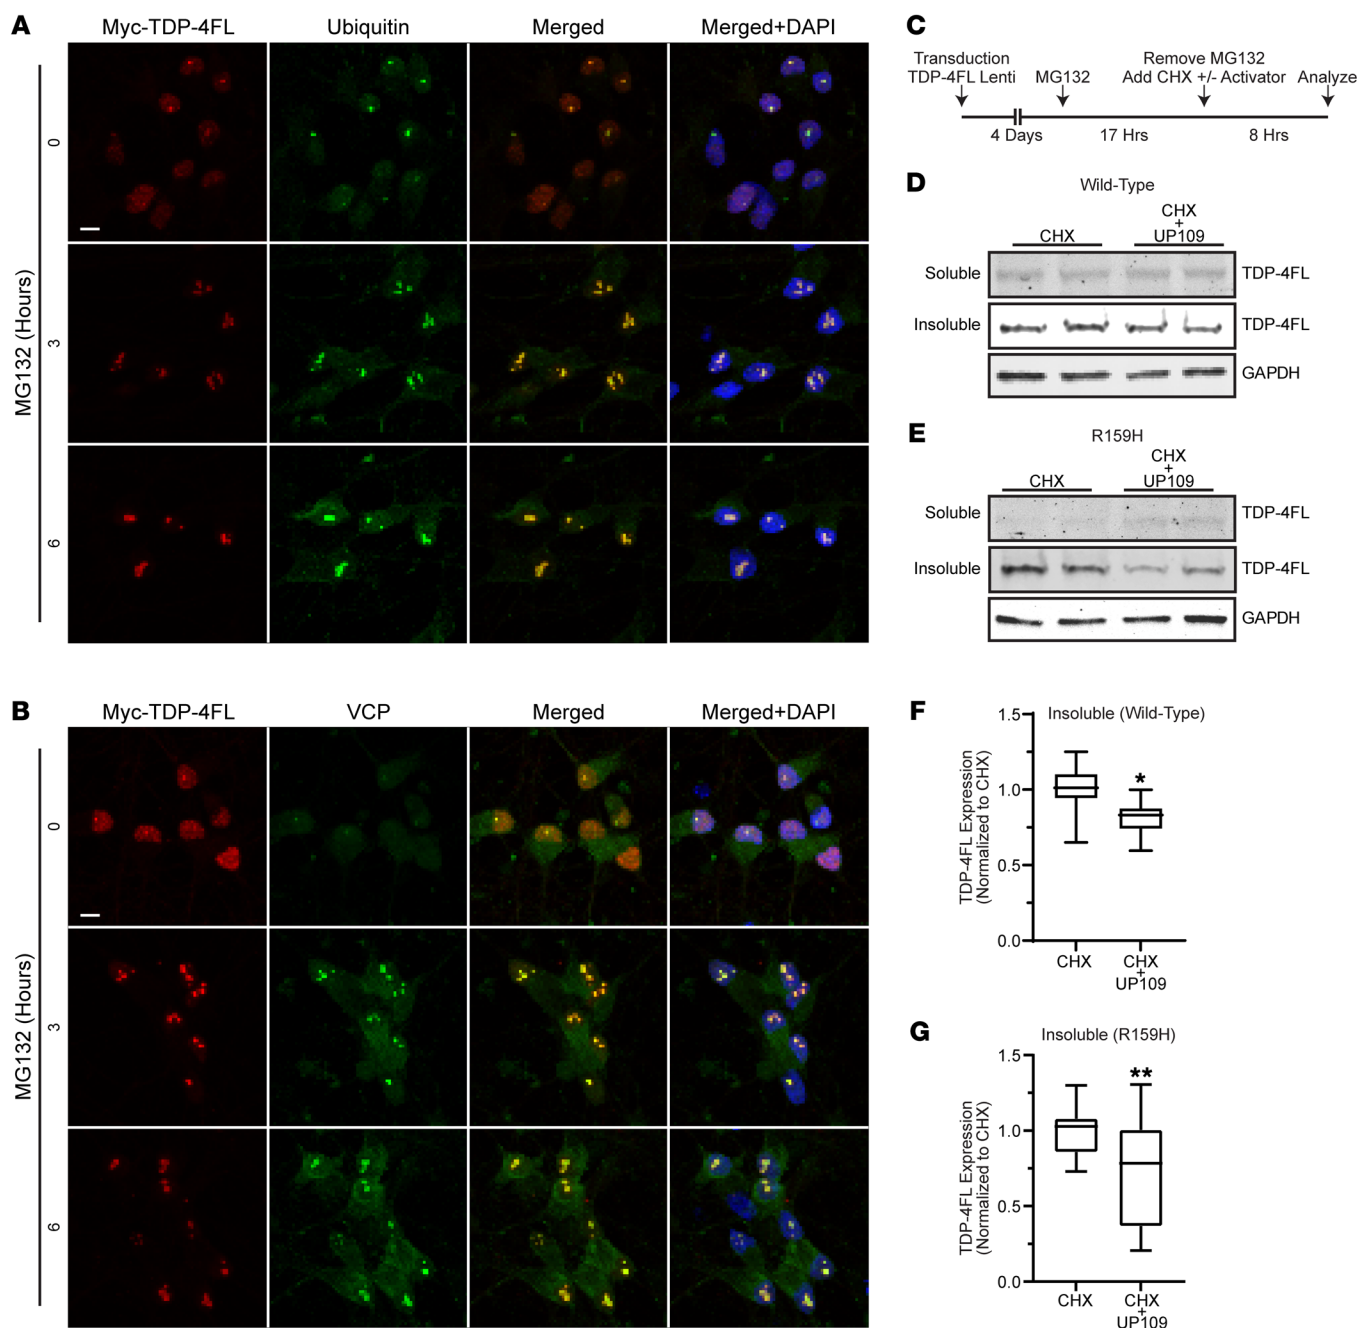 A
Myc-TDP-4FL
Ubiquitin
Merged
Merged+DAPI
MG132 (Hours)
0
3
6
B
Myc-TDP-4FL
VCP
Merged
Merged+DAPI
MG132 (Hours)
0
3
6
C
Transduction
TDP-4FL Lenti
MG132
Remove MG132
Add CHX +/- Activator
Analyze
4 Days
17 Hrs
8 Hrs
D
Wild-Type
CHX
CHX
+
UP109
Soluble
TDP-4FL
Insoluble
TDP-4FL
GAPDH
E
R159H
CHX
CHX
+
UP109
Soluble
TDP-4FL
Insoluble
TDP-4FL
GAPDH
F
Insoluble (Wild-Type)
TDP-4FL Expression
(Normalized to CHX)
1.5
1.0
0.5
0.0
*
CHX
CHX
+
UP109
G
Insoluble (R159H)
TDP-4FL Expression
(Normalized to CHX)
1.5
1.0
0.5
0.0
**
CHX
CHX
+
UP109